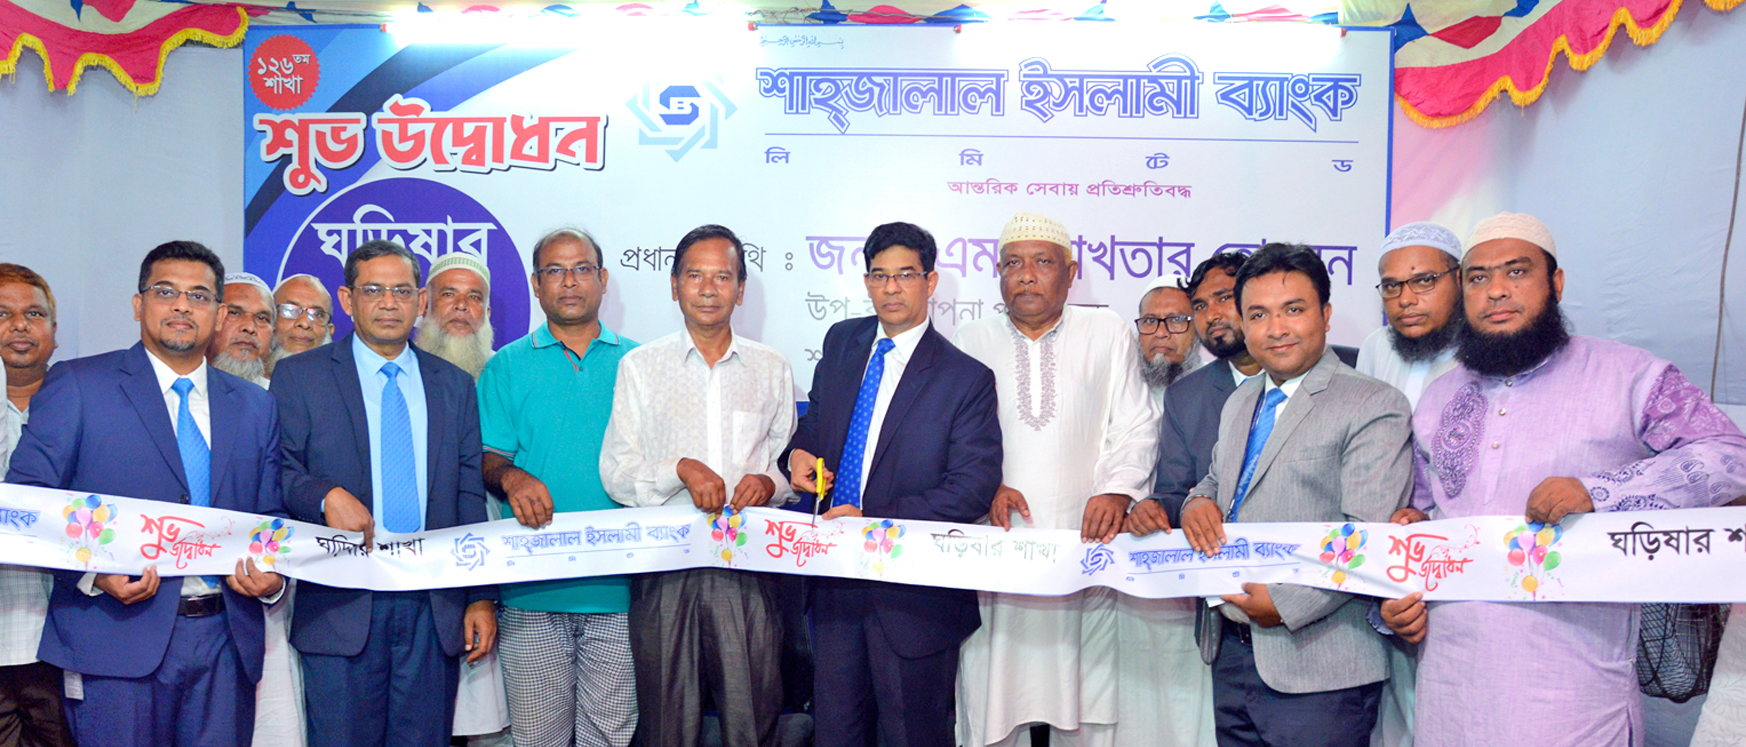 ১২৬তম
শাখা
শুভ উদ্বোধন
শাহ্জালাল ইসলামী ব্যাংক
লিমিটেড
আন্তরিক সেবায় প্রতিশ্রুতিবদ্ধ
ঘড়িষার
প্রধান
:
উপ-
শুভ উদ্বোধন
শাখা
শাহ্জালাল ইসলামী ব্যাংক
লিমিটেড
শুভ উদ্বোধন
ঘড়িষার শাখা
শাহ্জালাল ইসলামী ব্যাংক
লিমিটেড
শুভ উদ্বোধন
ঘড়িষার